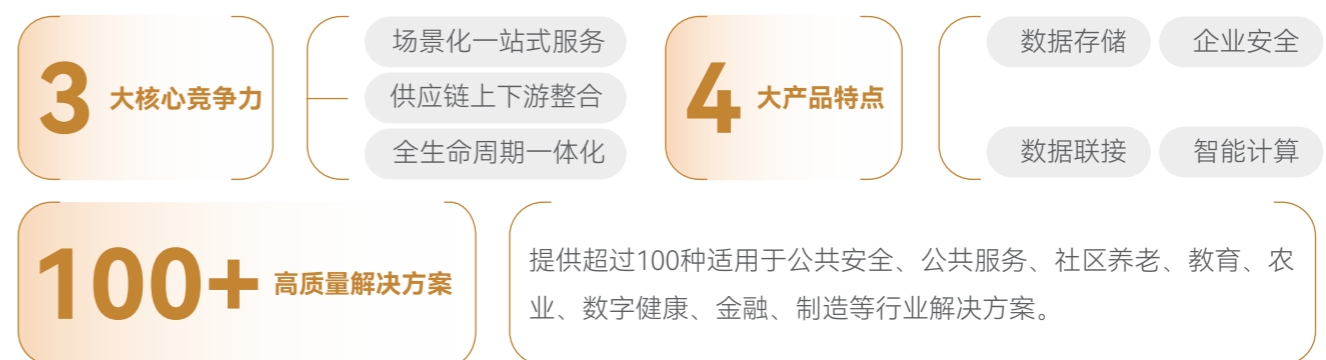 3 大核心竞争力
场景化一站式服务
供应链上下游整合
全生命周期一体化
4 大产品特点
数据存储 企业安全
数据联接 智能计算
100+ 高质量解决方案
提供超过100种适用于公共安全、公共服务、社区养老、教育、农
业、数字健康、金融、制造等行业解决方案。